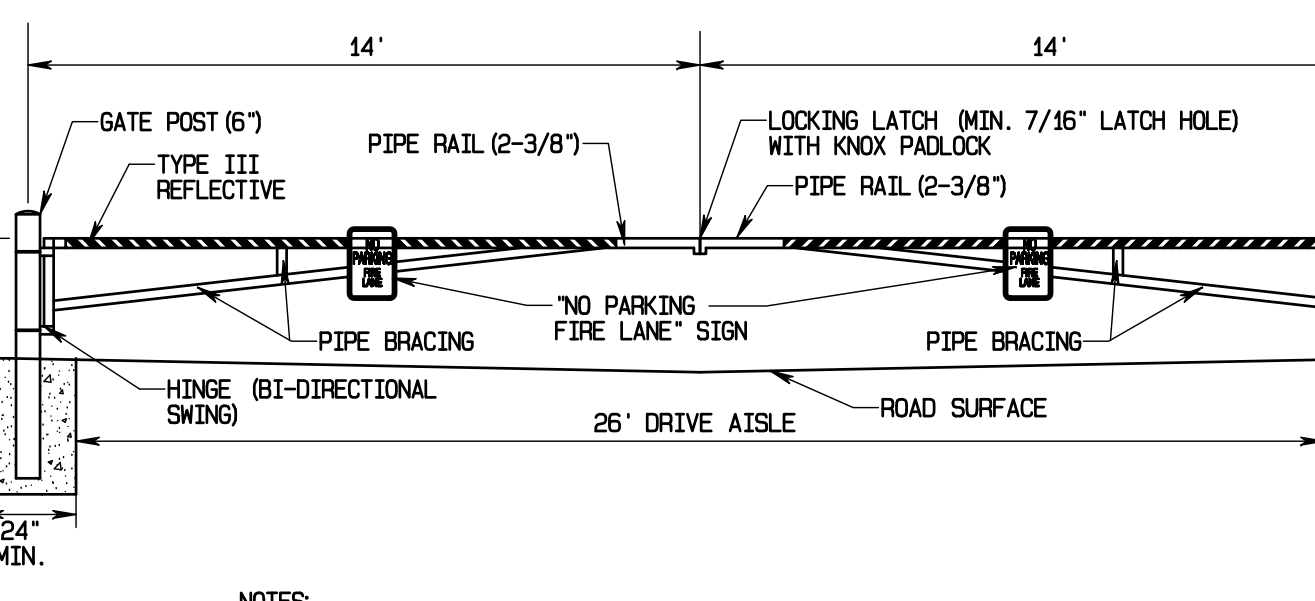 14'
14'
GATE POST (6")
TYPE III
REFLECTIVE
PIPE RAIL (2-3/8")
LOCKING LATCH (MIN. 7/16" LATCH HOLE)
WITH KNOX PADLOCK
PIPE RAIL (2-3/8")
NO
PARKING
FIRE
LANE
NO
PARKING
FIRE
LANE
"NO PARKING
FIRE LANE" SIGN
PIPE BRACING
PIPE BRACING
HINGE (BI-DIRECTIONAL
SWING)
ROAD SURFACE
26' DRIVE AISLE
24"
MIN.
NOTES: